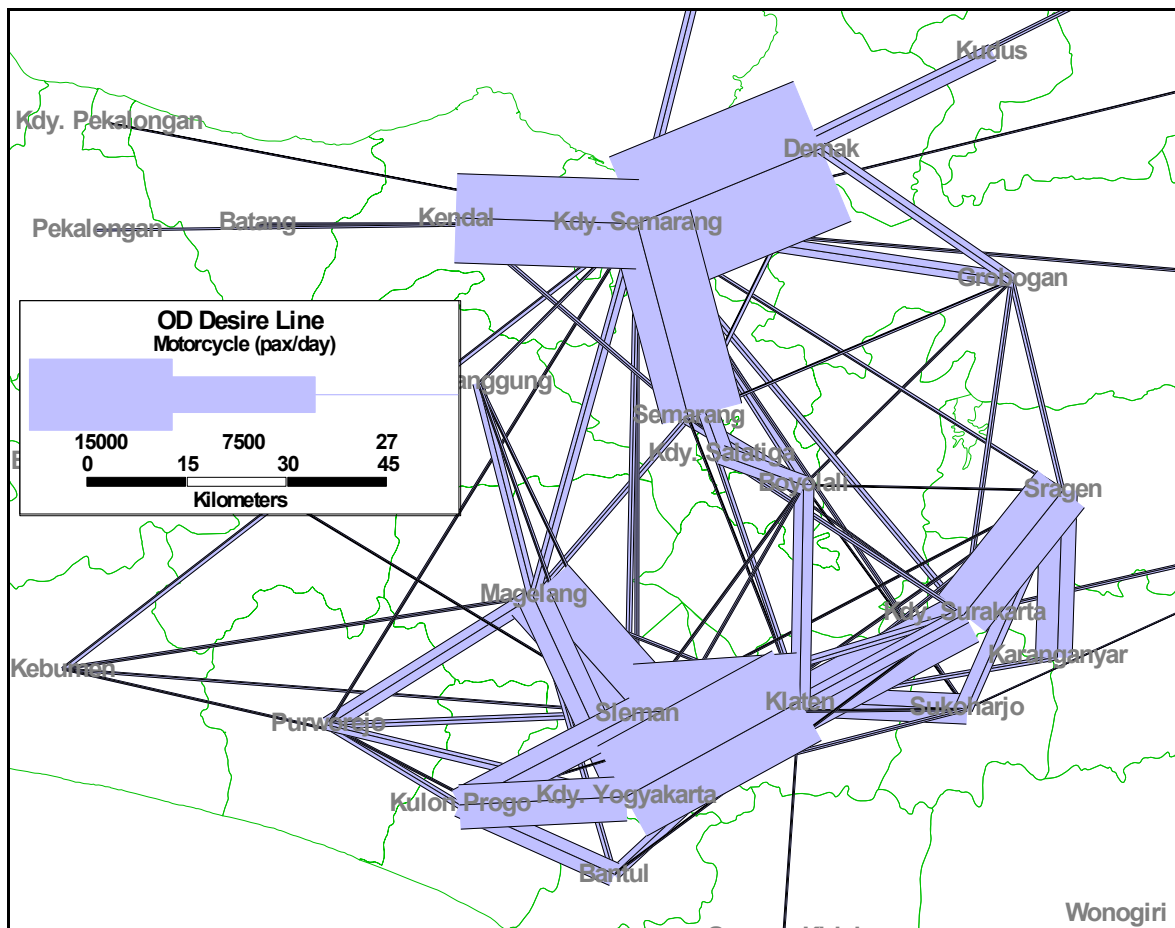 Kudus
Kdy. Pekalongan
Demak
Pekalongan
Batang
Kendal
Kdy. Semarang
Grobogan
OD Desire Line
Motorcycle (pax/day)
15000 7500 27
0 15 30 45
Kilometers
anggung
Semarang
Kdy. Salatiga
Boyolali
Sragen
Magelang
Kdy. Surakarta
Keburnen
Karanganyar
Purworejo
Sleman
Klaten
Sukoharjo
Kulon Progo
Kdy. Yogyakarta
Bantul
Wonogiri